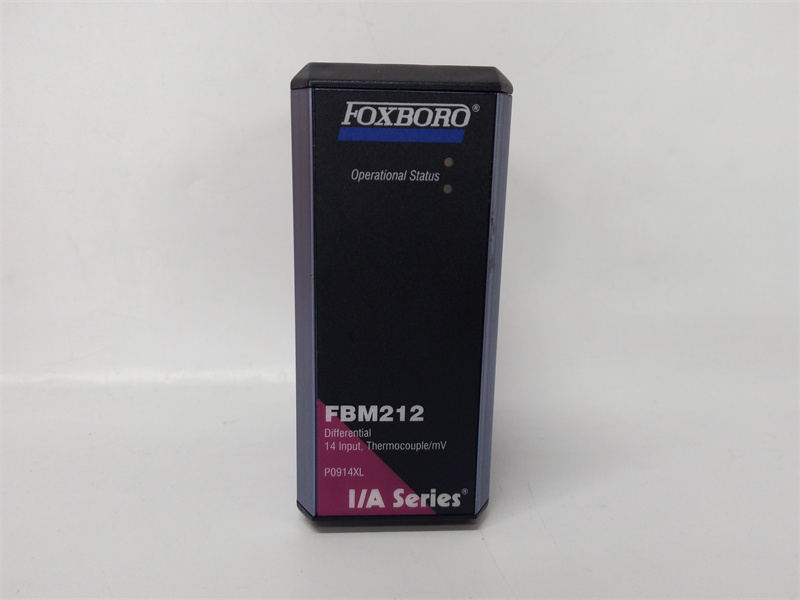 FOXBORO®
Operational Status
FBM212
Differential
14 Input, Thermocouple/mV
P0914XL
I/A Series®